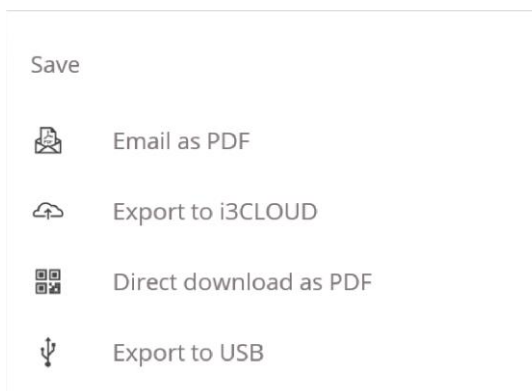 Save
Email as PDF
Export to i3CLOUD
Direct download as PDF
Export to USB